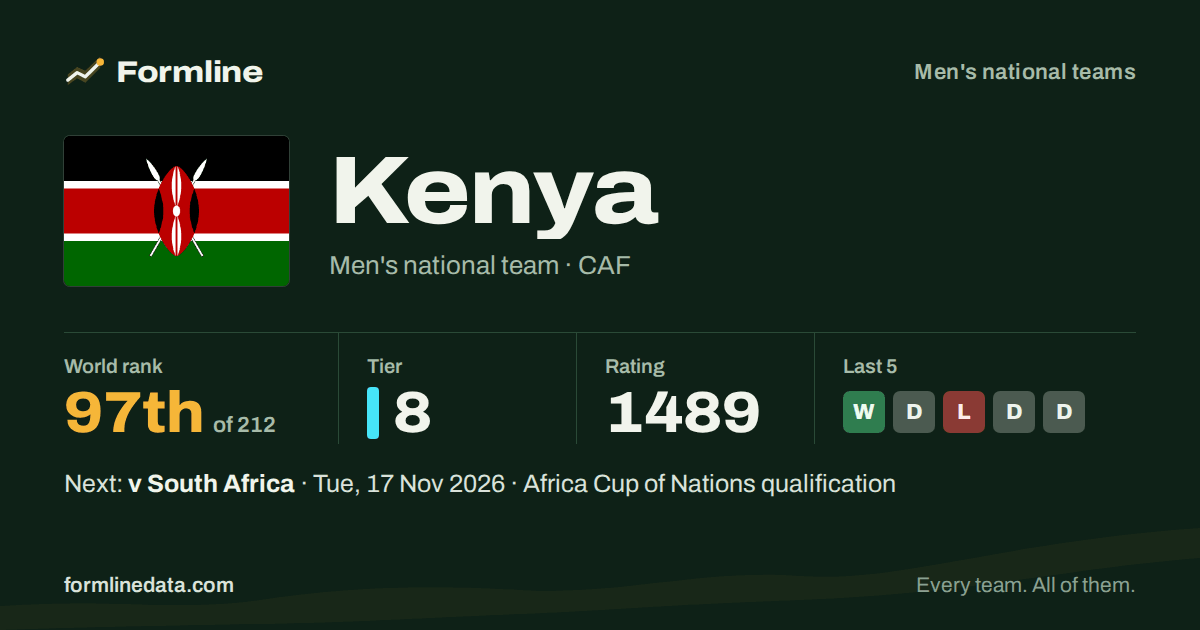 Formline
Men's national teams
Kenya
Men's national team · CAF
World rank
97th of 212
Tier
8
Rating
1489
Last 5
W D L D D
Next: v South Africa · Tue, 17 Nov 2026 · Africa Cup of Nations qualification
formlinedata.com
Every team. All of them.